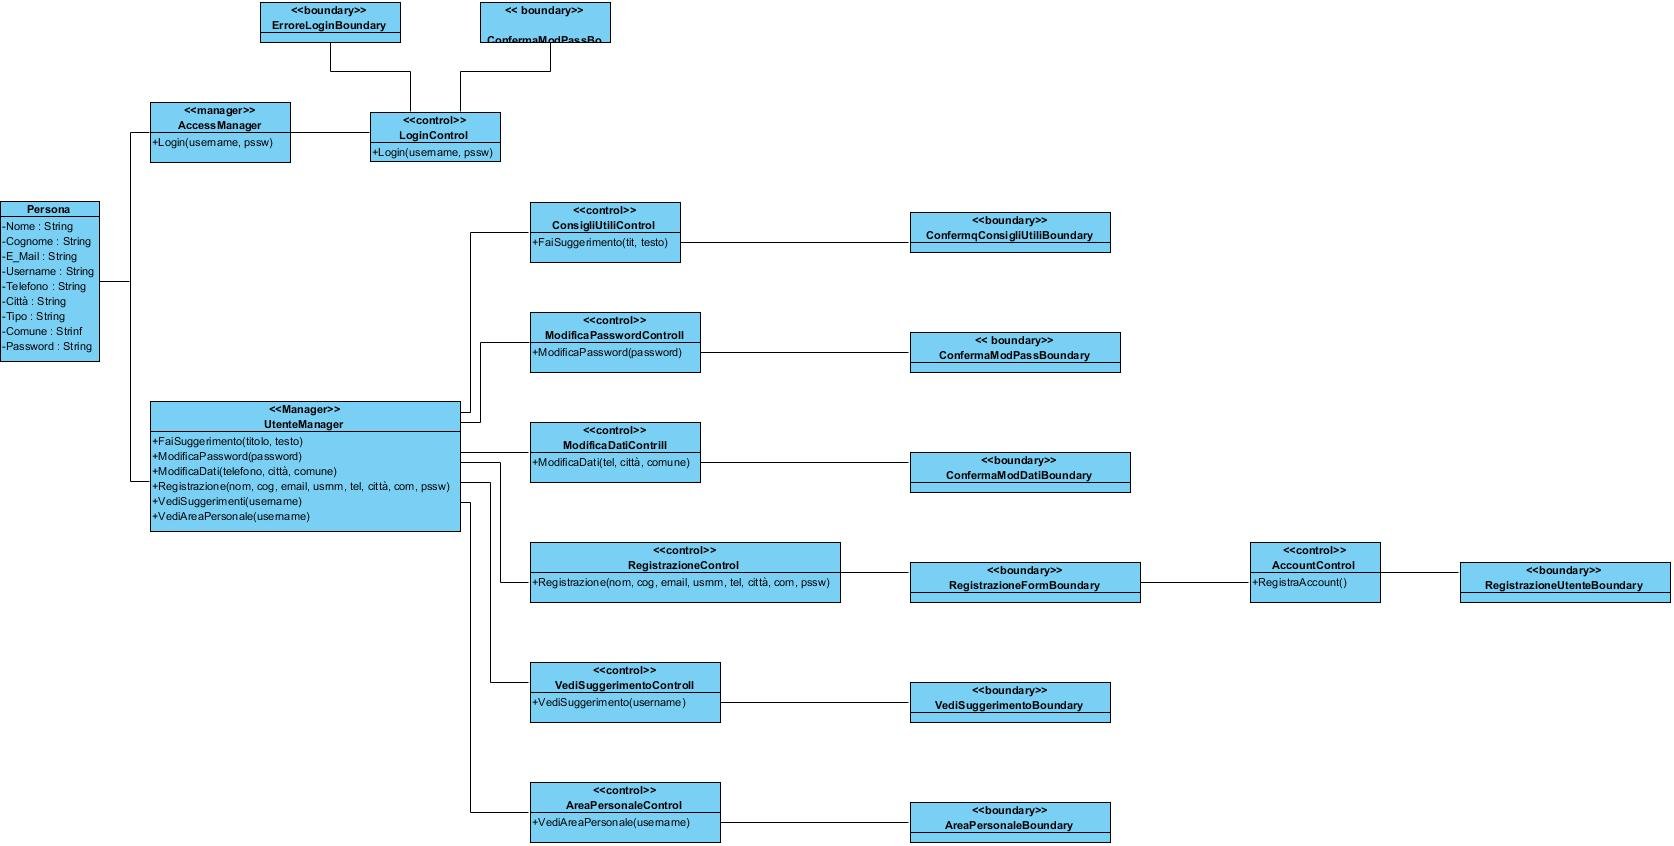 <<boundary>>
ErroreLoginBoundary
<< boundary>>
ConfermaModPassBo
<<manager>>
AccessManager
+Login(username, pssw)
<<control>>
LoginControl
+Login(username, pssw)
Persona
-Nome : String
-Cognome : String
-E_Mail : String
-Username : String
-Telefono : String
-Città : String
-Tipo : String
-Comune : Strinf
-Password : String
<<Manager>>
UtenteManager
+FaiSuggerimento(titolo, testo)
+ModificaPassword(password)
+ModificaDati(telefono, città, comune)
+Registrazione(nom, cog, email, usrnm, tel, città, com, pssw)
+VediSuggerimenti(username)
+VediAreaPersonale(username)
<<control>>
ConsigliUtiliControl
+FaiSuggerimento(tit, testo)
<<boundary>>
ConfermqConsigliUtiliBoundary
<<control>>
ModificaPasswordControll
+ModificaPassword(password)
<< boundary>>
ConfermaModPassBoundary
<<control>>
ModificaDatiContrill
+ModificaDati(tel, città, comune)
<<boundary>>
ConfermaModDatiBoundary
<<control>>
RegistrazioneControl
+Registrazione(nom, cog, email, usrnm, tel, città, com, pssw)
<<boundary>>
RegistrazioneFormBoundary
<<control>>
AccountControl
+RegistraAccount()
<<boundary>>
RegistrazioneUtenteBoundary
<<control>>
VediSuggerimentoControll
+VediSuggerimento(username)
<<boundary>>
VediSuggerimentoBoundary
<<control>>
AreaPersonaleControl
+VediAreaPersonale(username)
<<boundary>>
AreaPersonaleBoundary